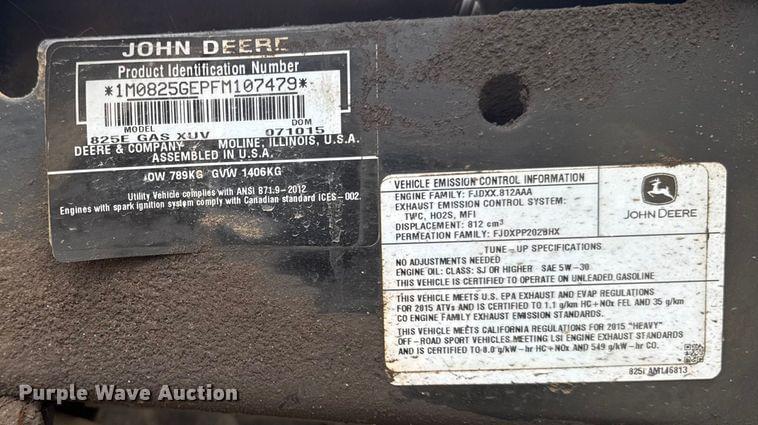 JOHN DEERE
Product Identification Number
*1M0825GEPFM107479*
MODEL DOM
825E GAS XUV 071015
DEERE & COMPANY MOLINE, ILLINOIS, U.S.A.
ASSEMBLED IN U.S.A.
OW 789KG GVW 1406KG
Utility Vehicle complies with ANSI B71.9-2012
Engines with spark ignition system comply with Canadian standard ICES-002.
VEHICLE EMISSION CONTROL INFORMATION
ENGINE FAMILY: FJDXX.812AAA
EXHAUST EMISSION CONTROL SYSTEM:
TWC, HO2S, MFI
DISPLACEMENT: 812 cm³
PERMEATION FAMILY: FJDXPP202BHX
JOHN DEERE
TUNE-UP SPECIFICATIONS
NO ADJUSTMENTS NEEDED
ENGINE OIL: CLASS: SJ OR HIGHER SAE 5W-30
THIS VEHICLE IS CERTIFIED TO OPERATE ON UNLEADED GASOLINE
THIS VEHICLE MEETS U.S. EPA EXHAUST AND EVAP REGULATIONS
FOR 2015 ATVs AND IS CERTIFIED TO 1.1 g/km HC+NOx FEL AND 35 g/km
CO ENGINE FAMILY EXHAUST EMISSION STANDARDS.
THIS VEHICLE MEETS CALIFORNIA REGULATIONS FOR 2015 "HEAVY"
OFF-ROAD SPORT VEHICLES MEETING LSI ENGINE EXHAUST STANDARDS
AND IS CERTIFIED TO 8.0 g/kW-hr HC+NOx AND 549 g/kW-hr CO.
825I AM146813
Purple Wave Auction